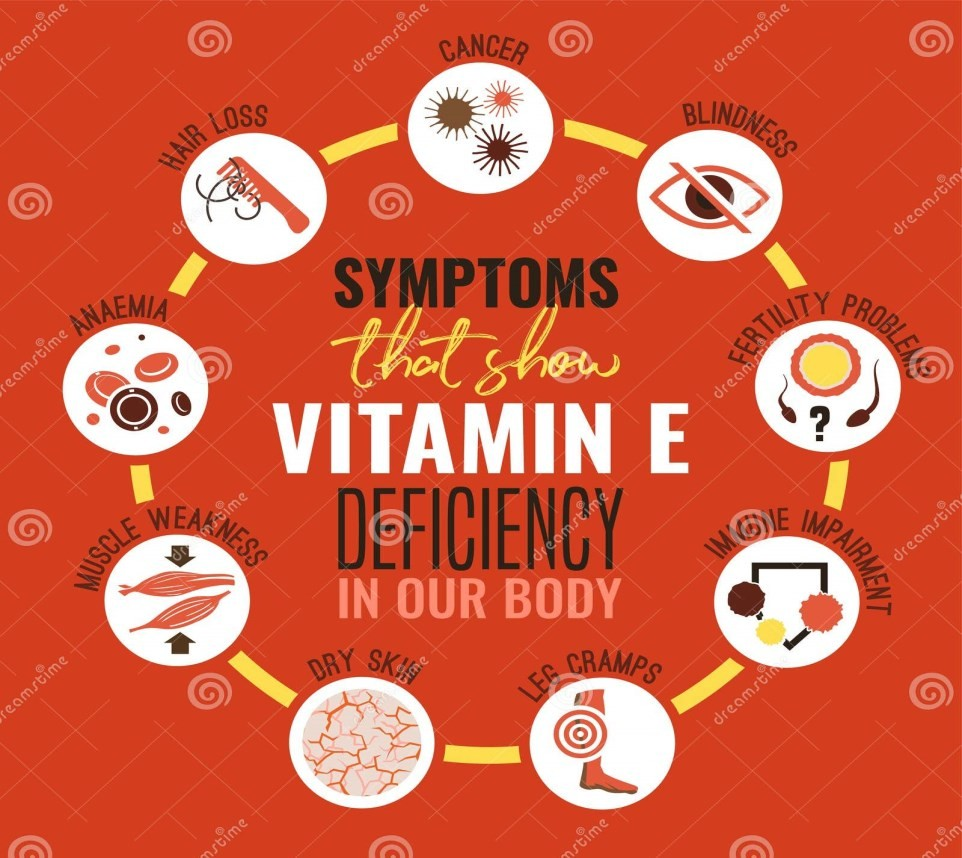 CANCER
HAIR LOSS
BLINDNESS
SYMPTOMS
that show
VITAMIN E
DEFICIENCY
IN OUR BODY
ANAEMIA
FERTILITY PROBLEMS
?
MUSCLE WEAKNESS
IMMUNE IMPAIRMENT
DRY SKIN
LEG CRAMPS
dreamstime